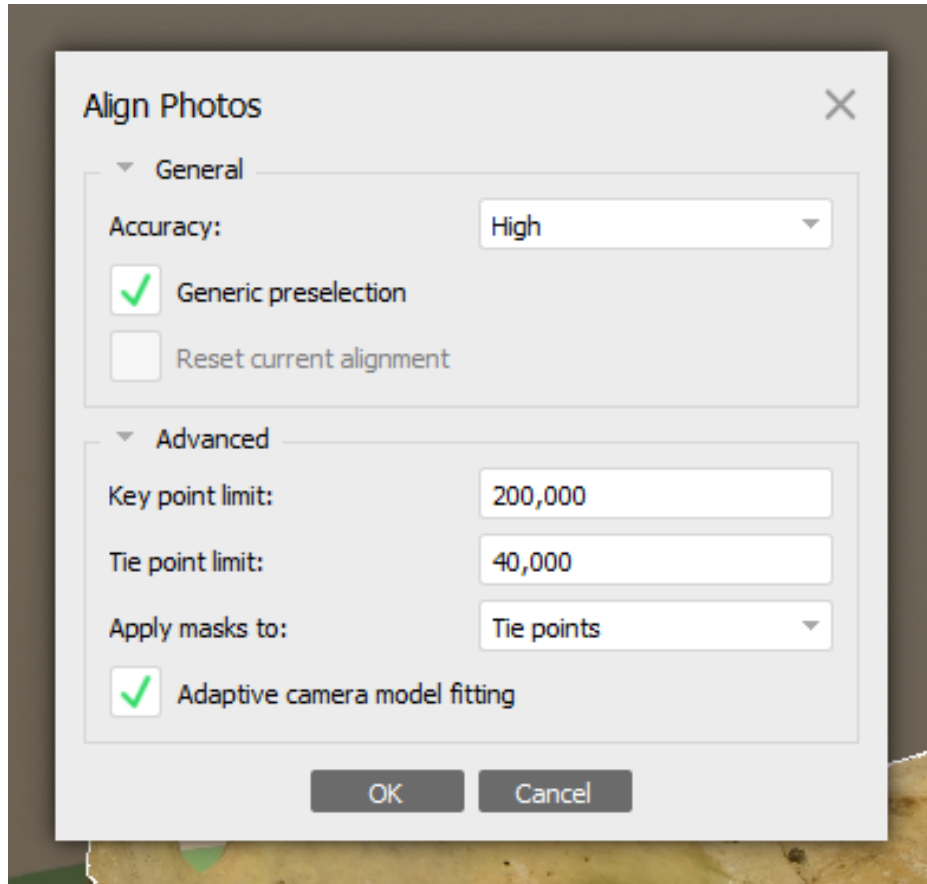 Align Photos
General
Accuracy: High
Generic preselection
Reset current alignment
Advanced
Key point limit: 200,000
Tie point limit: 40,000
Apply masks to: Tie points
Adaptive camera model fitting
OK Cancel